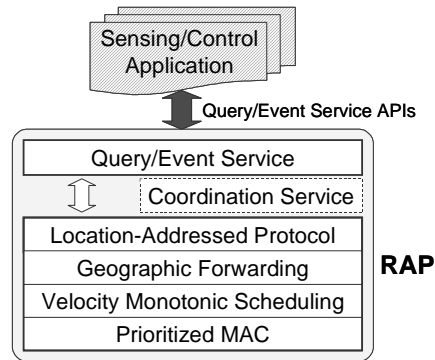 Sensing/Control
Application
Query/Event Service APIs
Query/Event Service
Coordination Service
Location-Addressed Protocol
Geographic Forwarding
Velocity Monotonic Scheduling
Prioritized MAC
RAP